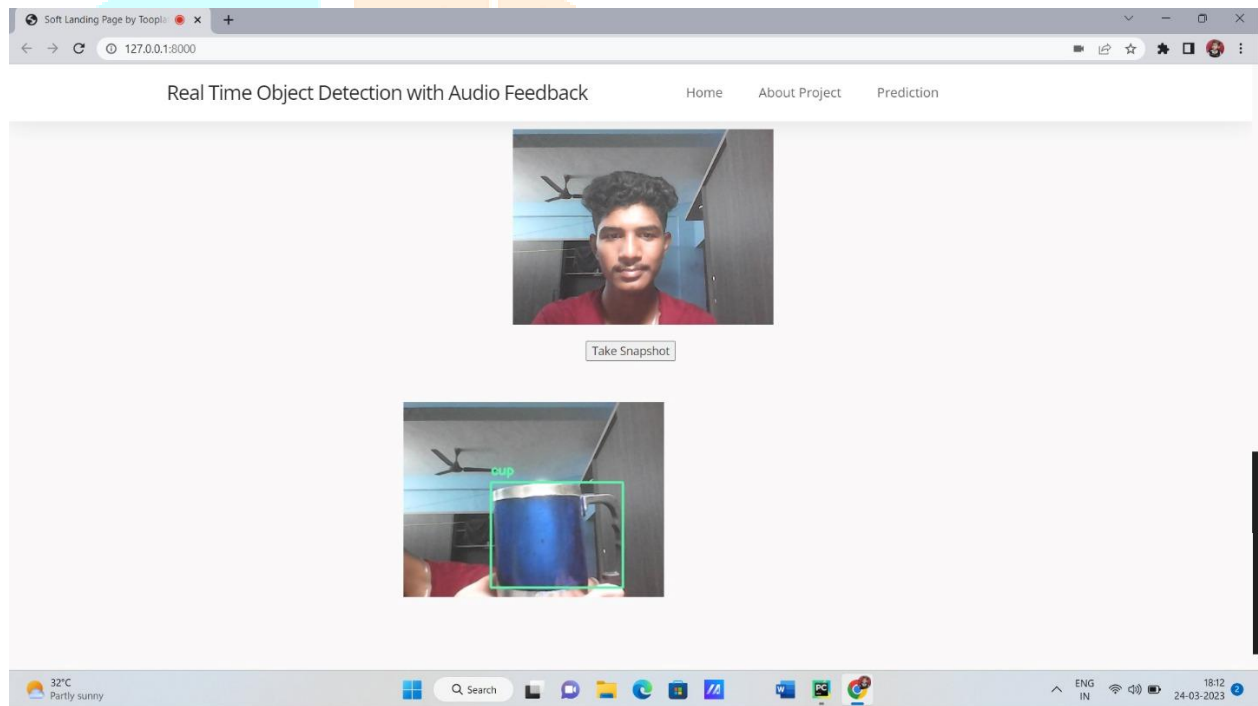 Soft Landing Page by Toopla
127.0.0.1:8000
Real Time Object Detection with Audio Feedback Home About Project Prediction
Take Snapshot
cup
32°C
Partly sunny
Search
ENG
IN
18:12
24-03-2023
2